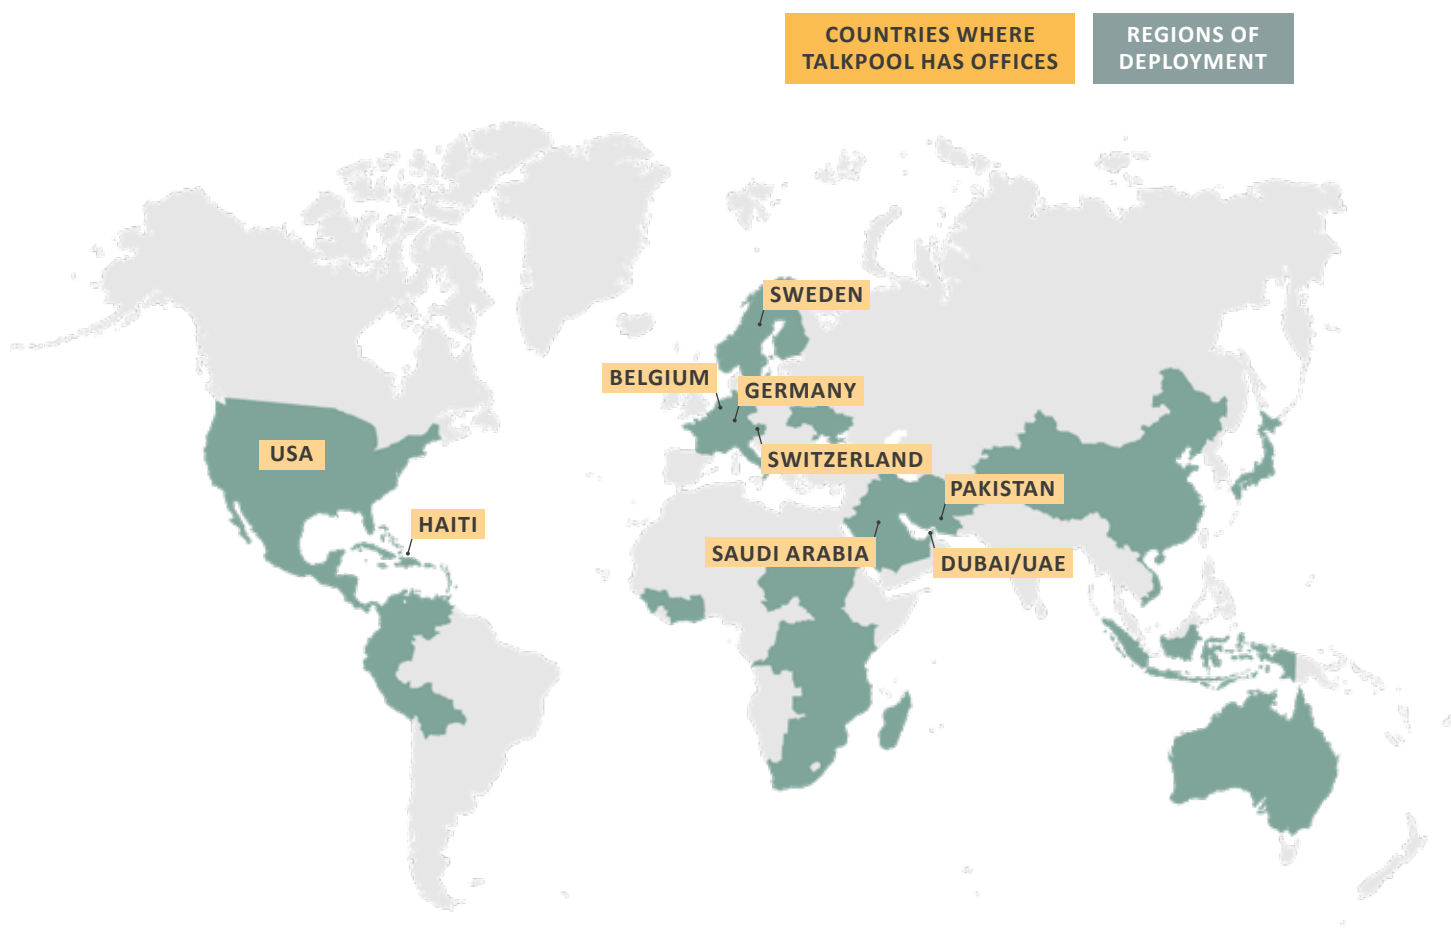 COUNTRIES WHERE
TALKPOOL HAS OFFICES
REGIONS OF
DEPLOYMENT
SWEDEN
BELGIUM
GERMANY
USA
SWITZERLAND
PAKISTAN
HAITI
SAUDI ARABIA
DUBAI/UAE